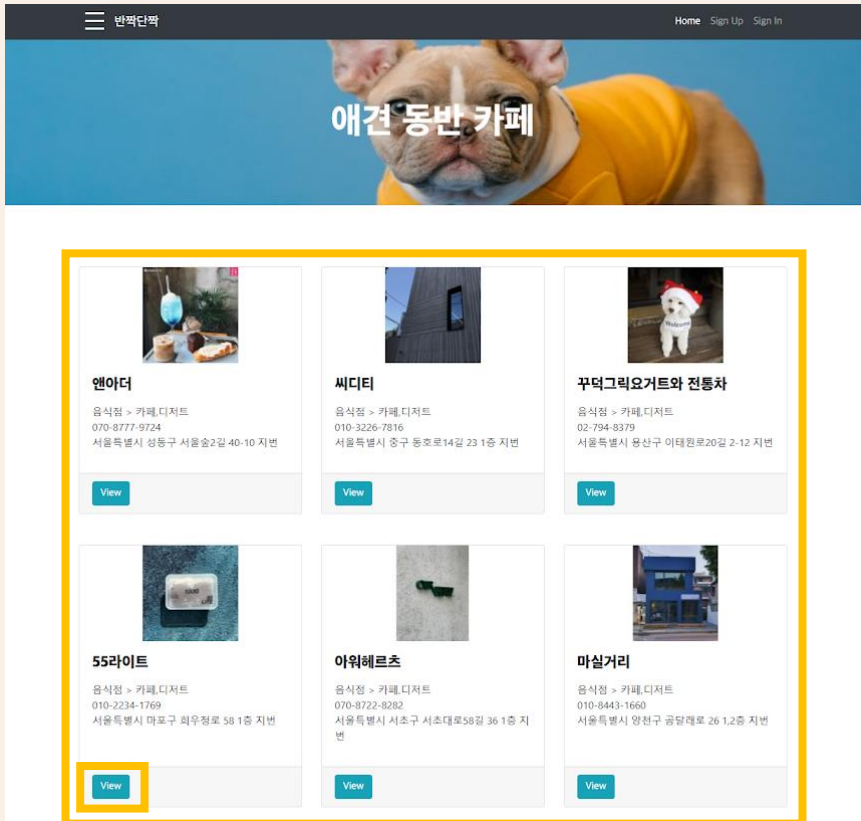 반짝단짝
Home Sign Up Sign In
애견 동반 카페
앤아더
음식점 > 카페,디저트
070-8777-9724
서울특별시 성동구 서울숲2길 40-10 지번
View
씨디티
음식점 > 카페,디저트
010-3226-7816
서울특별시 중구 동호로14길 23 1층 지번
View
Welcome
꾸덕그릭요거트와 전통차
음식점 > 카페,디저트
02-794-8379
서울특별시 용산구 이태원로20길 2-12 지번
View
55라이트
음식점 > 카페,디저트
010-2234-1769
서울특별시 마포구 희우정로 58 1층 지번
View
아워헤르츠
음식점 > 카페,디저트
070-8722-8282
서울특별시 서초구 서초대로58길 36 1층 지
번
View
마실거리
음식점 > 카페,디저트
010-8443-1660
서울특별시 양천구 곰달래로 26 1,2층 지번
View